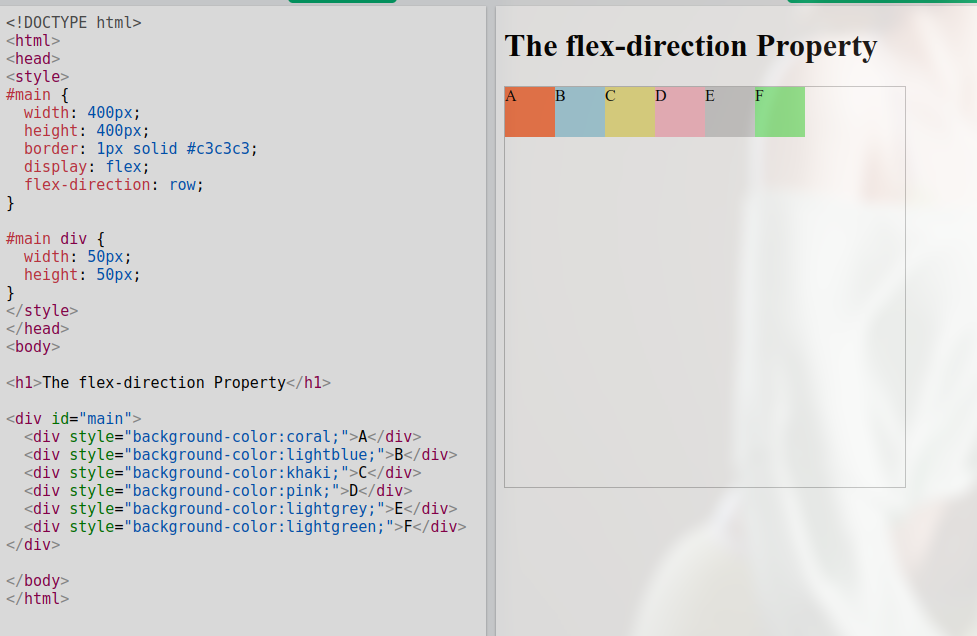 <!DOCTYPE html>
<html>
<head>
<style>
#main {
  width: 400px;
  height: 400px;
  border: 1px solid #c3c3c3;
  display: flex;
  flex-direction: row;
}

#main div {
  width: 50px;
  height: 50px;
}
</style>
</head>
<body>

<h1>The flex-direction Property</h1>

<div id="main">
  <div style="background-color:coral;">A</div>
  <div style="background-color:lightblue;">B</div>
  <div style="background-color:khaki;">C</div>
  <div style="background-color:pink;">D</div>
  <div style="background-color:lightgrey;">E</div>
  <div style="background-color:lightgreen;">F</div>
</div>

</body>
</html>
The flex-direction Property
A B C D E F